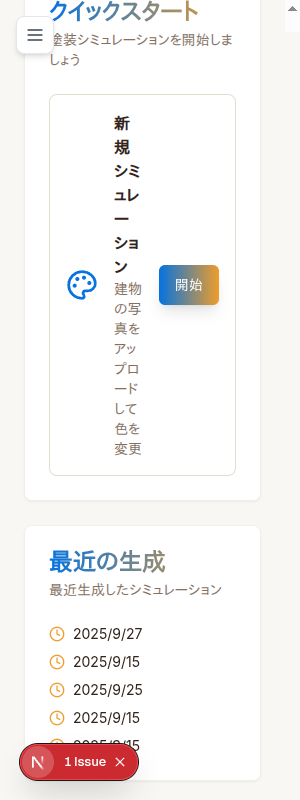 クイックスタート
塗装シミュレーションを開始しま
しょう
新
規
シミ
ュレ
ー
ショ
ン
建物
の写
真を
アッ
プロ
ード
して
色を
変更
開始
最近の生成
最近生成したシミュレーション
2025/9/27
2025/9/15
2025/9/25
2025/9/15
2025/9/15
N
1 Issue